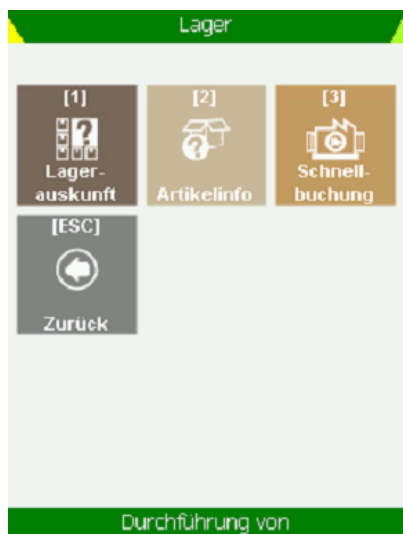 Lager
[1]
Lager-
auskunft
[2]
Artikelinfo
[3]
Schnell-
buchung
[ESC]
Zurück
Durchführung von